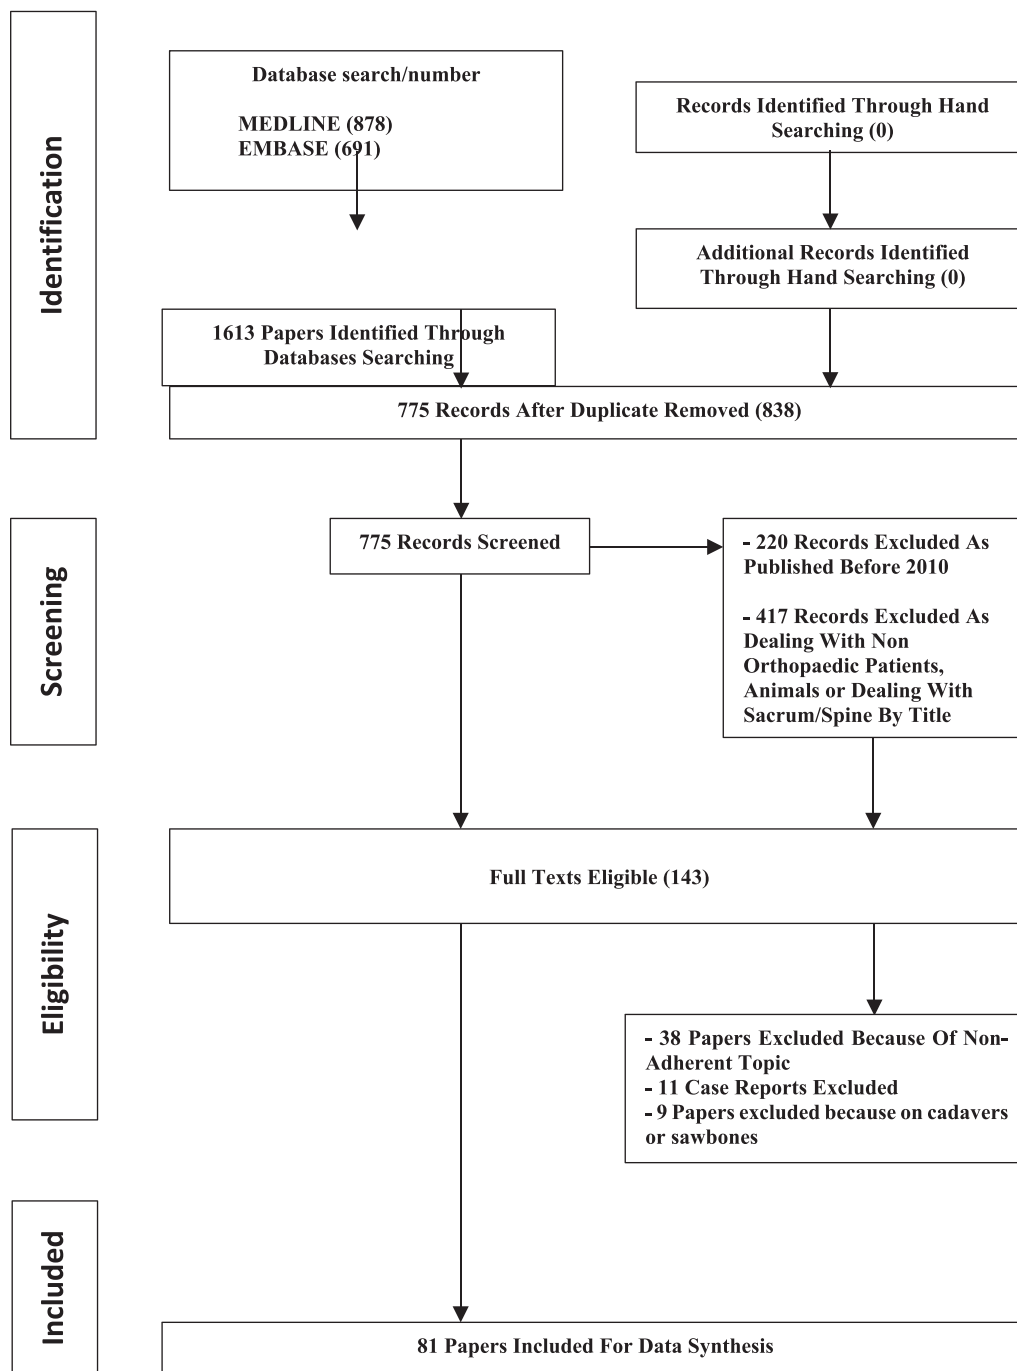 Identification
Database search/number
MEDLINE (878)
EMBASE (691)
Records Identified Through Hand
Searching (0)
Additional Records Identified
Through Hand Searching (0)
1613 Papers Identified Through
Databases Searching
775 Records After Duplicate Removed (838)
Screening
775 Records Screened
- 220 Records Excluded As
Published Before 2010
- 417 Records Excluded As
Dealing With Non
Orthopaedic Patients,
Animals or Dealing With
Sacrum/Spine By Title
Eligibility
Full Texts Eligible (143)
- 38 Papers Excluded Because Of Non-
Adherent Topic
- 11 Case Reports Excluded
- 9 Papers excluded because on cadavers
or sawbones
Included
81 Papers Included For Data Synthesis